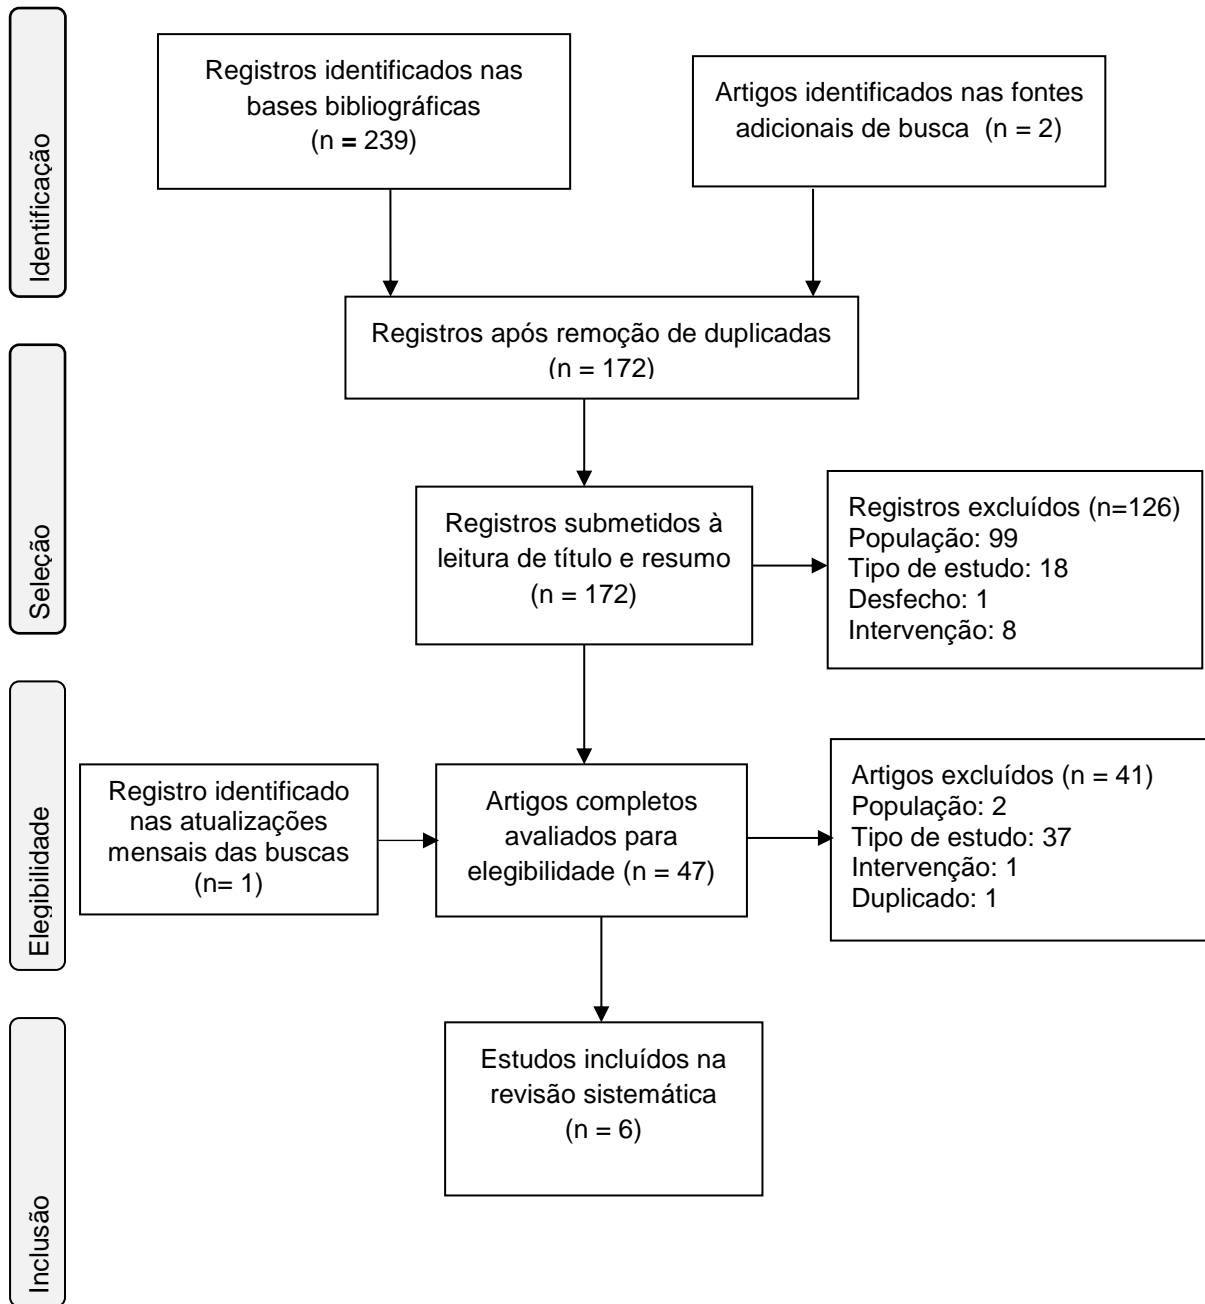 Identificação
Registros identificados nas
bases bibliográficas
(n = 239)
Artigos identificados nas fontes
adicionais de busca  (n = 2)
Registros após remoção de duplicadas
(n = 172)
Seleção
Registros submetidos à
leitura de título e resumo
(n = 172)
Registros excluídos (n=126)
População: 99
Tipo de estudo: 18
Desfecho: 1
Intervenção: 8
Elegibilidade
Registro identificado
nas atualizações
mensais das buscas
(n= 1)
Artigos completos
avaliados para
elegibilidade (n = 47)
Artigos excluídos (n = 41)
População: 2
Tipo de estudo: 37
Intervenção: 1
Duplicado: 1
Inclusão
Estudos incluídos na
revisão sistemática
(n = 6)